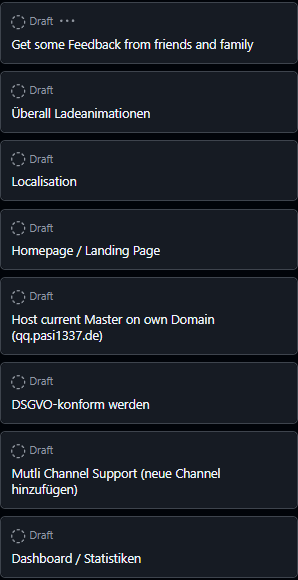 Draft ...
Get some Feedback from friends and family
Draft
Überall Ladeanimationen
Draft
Localisation
Draft
Homepage / Landing Page
Draft
Host current Master on own Domain
(qq.pasi1337.de)
Draft
DSGVO-konform werden
Draft
Mutli Channel Support (neue Channel
hinzufügen)
Draft
Dashboard / Statistiken